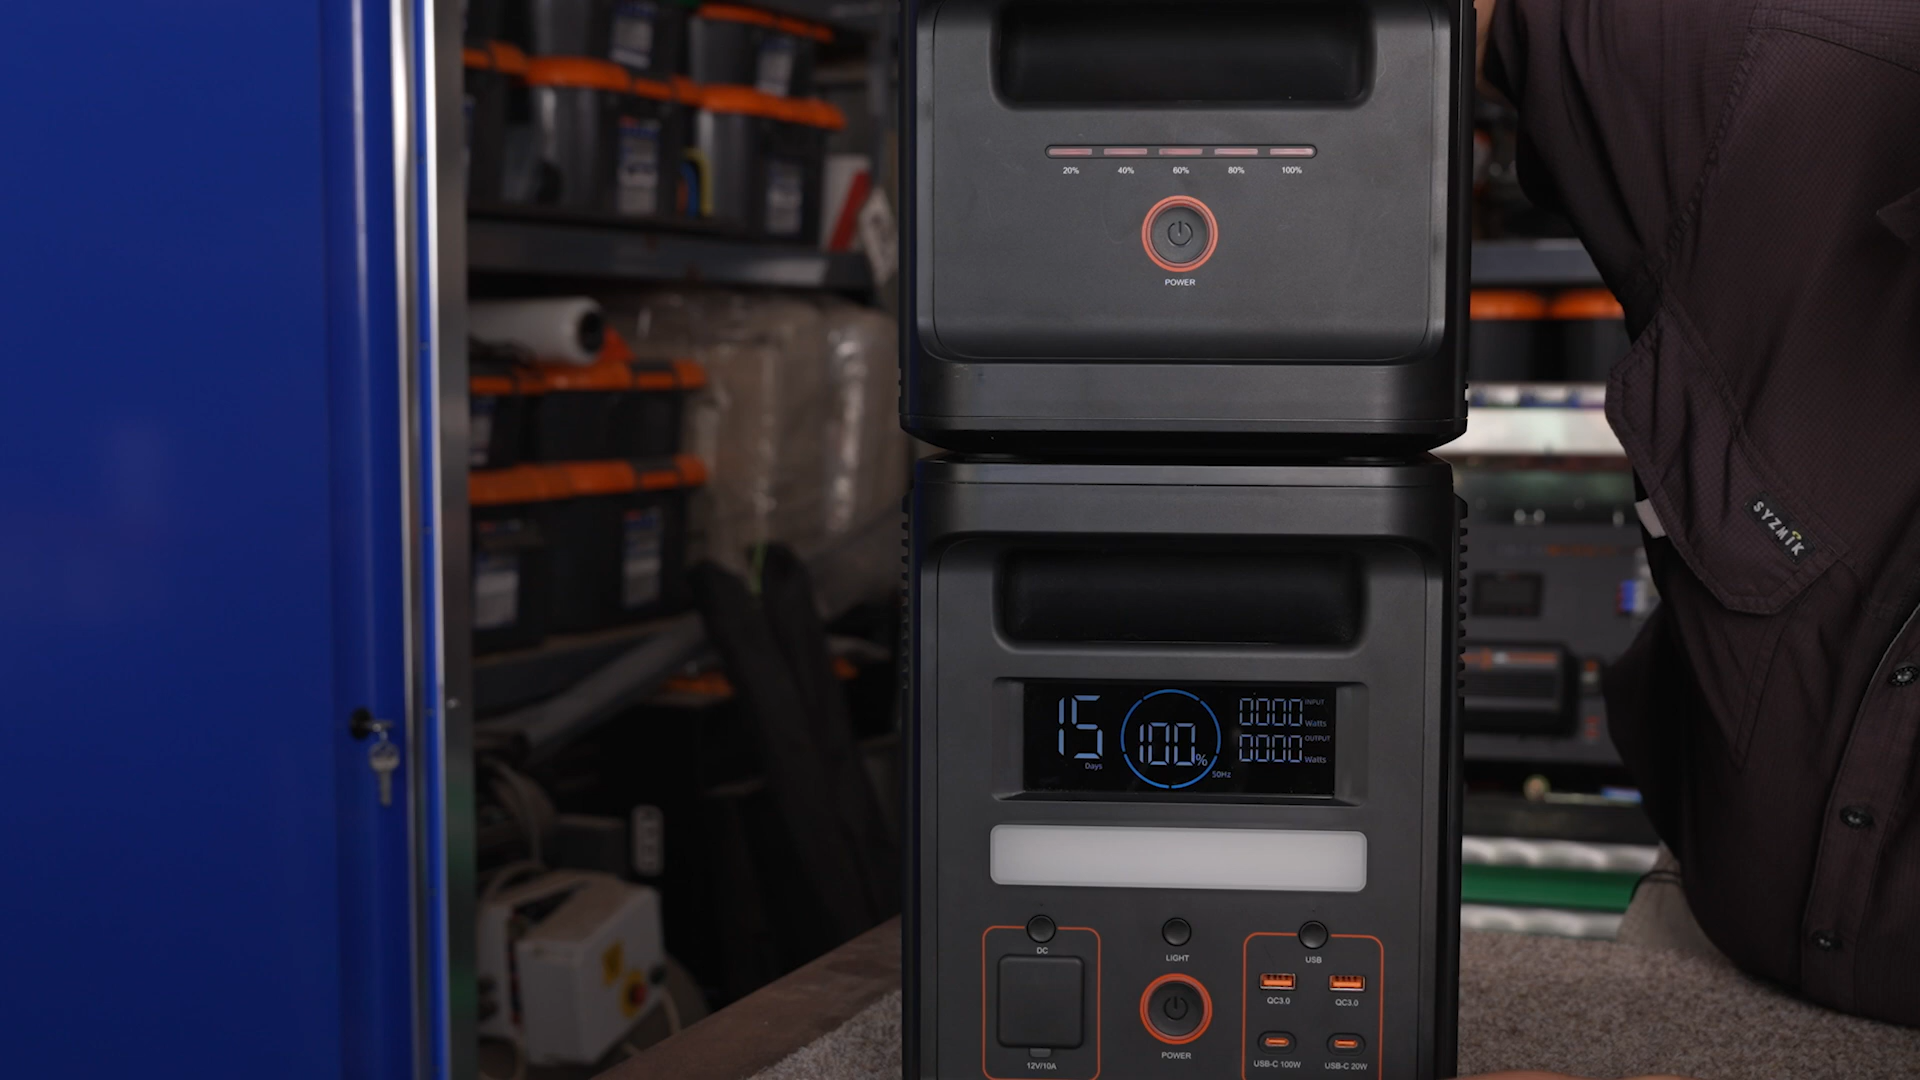 20% 40% 60% 80% 100%
POWER
SYZMIK
15 Days
100%
50Hz
0000 INPUT Watts
0000 OUTPUT Watts
DC
LIGHT
USB
QC3.0 QC3.0
POWER
12V/10A
USB-C 100W USB-C 20W